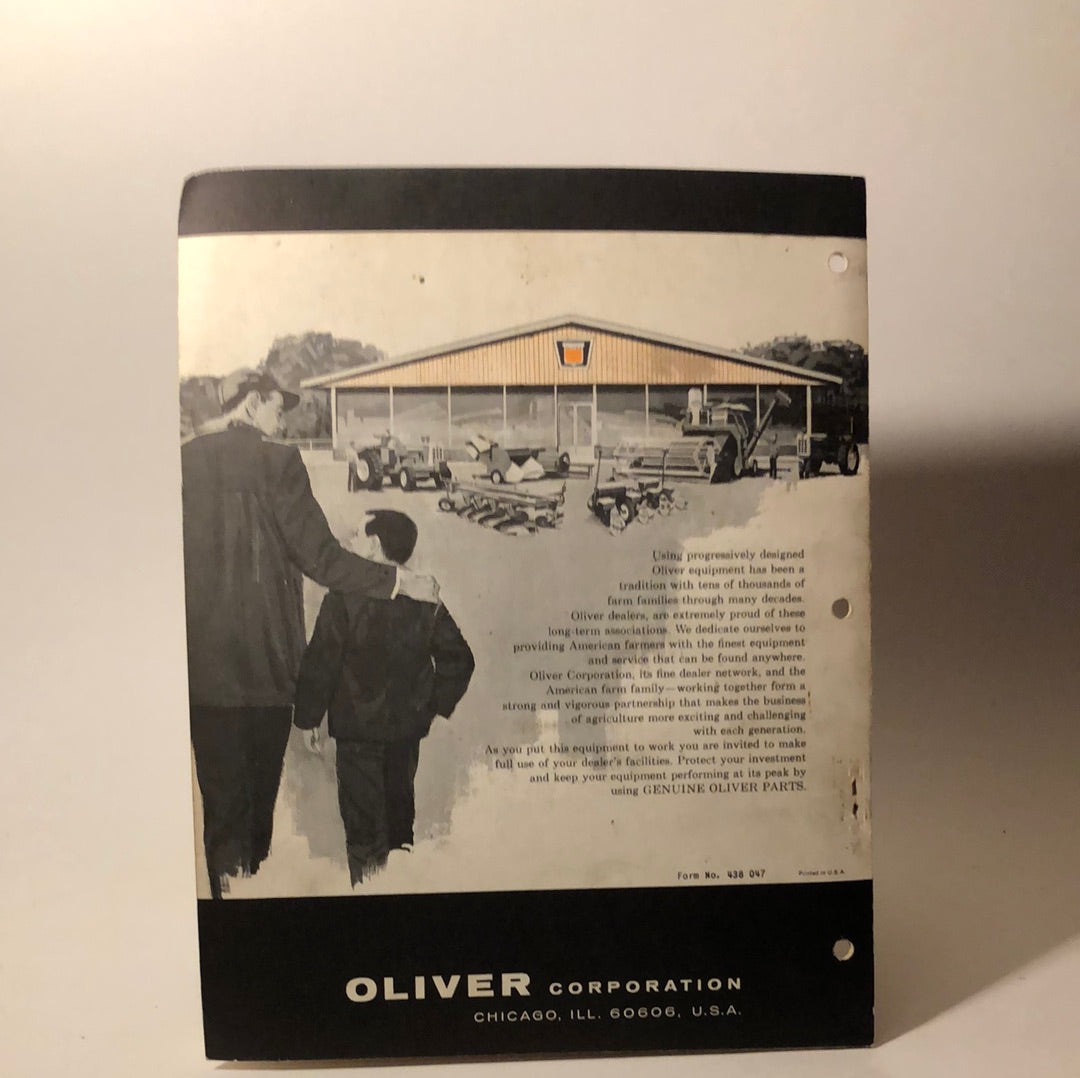 Using progressively designed
Oliver equipment has been a
tradition with tens of thousands of
farm families through many decades.
Oliver dealers, are extremely proud of these
long-term associations. We dedicate ourselves to
providing American farmers with the finest equipment
and service that can be found anywhere.
Oliver Corporation, its fine dealer network, and the
American farm family—working together form a
strong and vigorous partnership that makes the business
of agriculture more exciting and challenging
with each generation.
As you put this equipment to work you are invited to make
full use of your dealer's facilities. Protect your investment
and keep your equipment performing at its peak by
using GENUINE OLIVER PARTS.
Form No. 438 047 Printed in U.S.A.
OLIVER CORPORATION
CHICAGO, ILL. 60606, U.S.A.